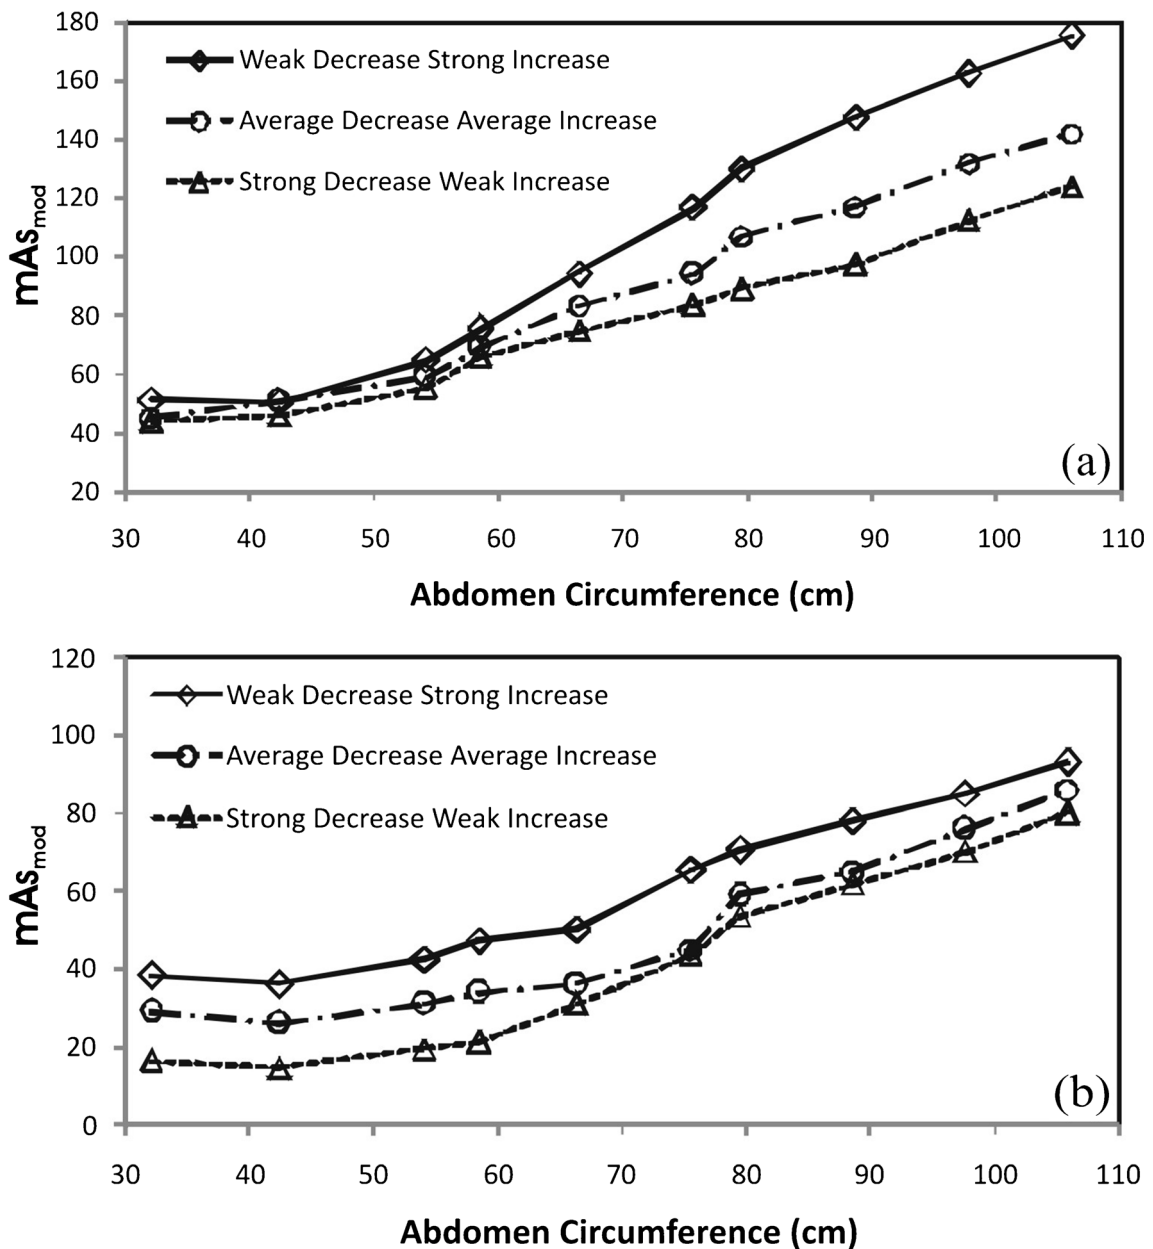 180
160
140
120
100
80
60
40
20
mAsmod
Weak Decrease Strong Increase
Average Decrease Average Increase
Strong Decrease Weak Increase
(a)
30 40 50 60 70 80 90 100 110
Abdomen Circumference (cm)
120
100
80
60
40
20
0
mAsmod
Weak Decrease Strong Increase
Average Decrease Average Increase
Strong Decrease Weak Increase
(b)
30 40 50 60 70 80 90 100 110
Abdomen Circumference (cm)